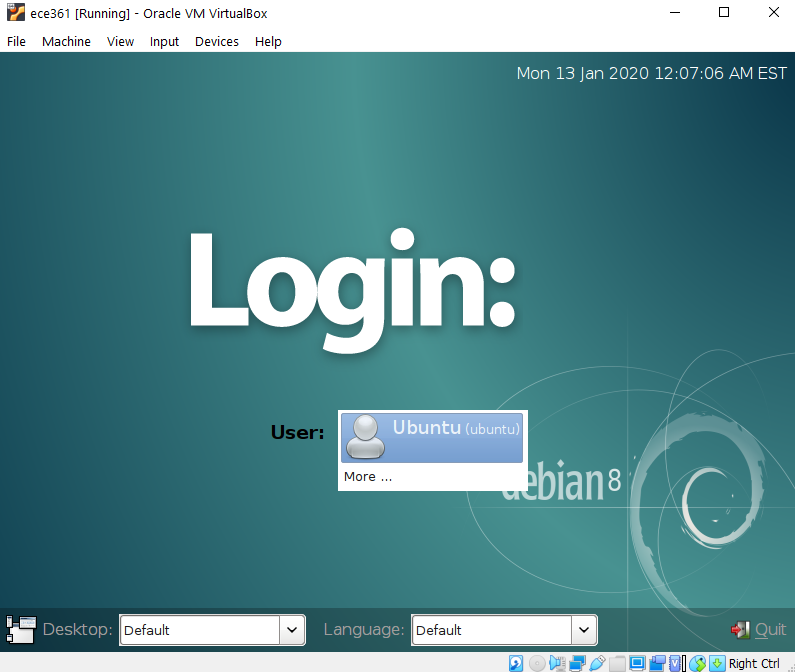 ece361 [Running] - Oracle VM VirtualBox
File Machine View Input Devices Help
Mon 13 Jan 2020 12:07:06 AM EST
Login:
User: Ubuntu (ubuntu)
More ...
debian 8
Desktop: Default Language: Default Quit
Right Ctrl